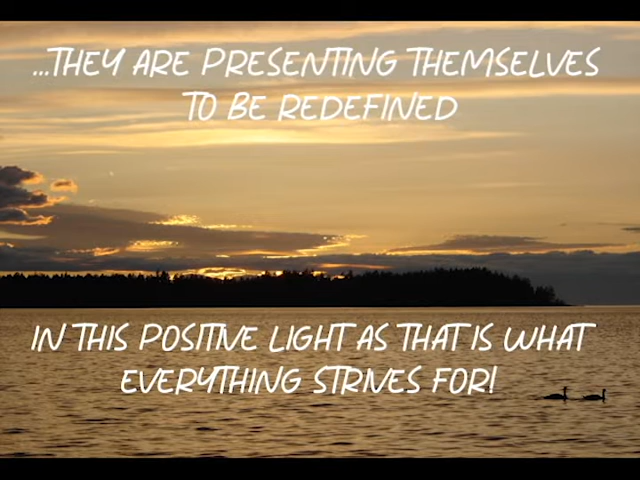 ...THEY ARE PRESENTING THEMSELVES
TO BE REDEFINED
IN THIS POSITIVE LIGHT AS THAT IS WHAT
EVERYTHING STRIVES FOR!